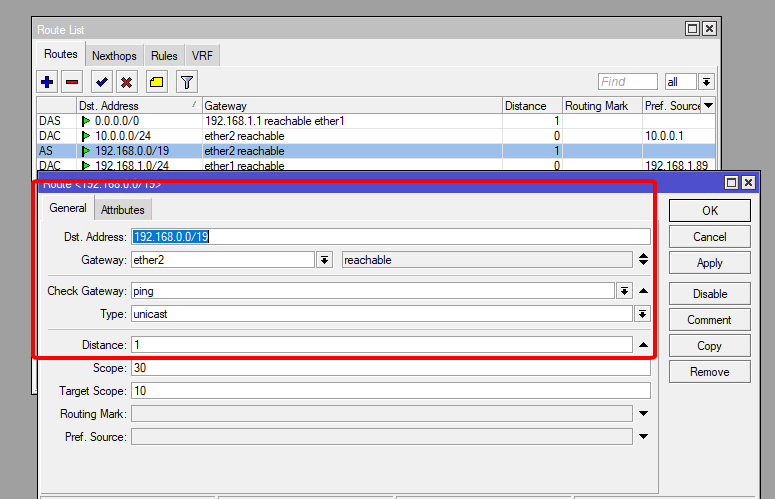 Route List
Routes Nexthops Rules VRF
Find all
Dst. Address / Gateway Distance Routing Mark Pref. Source
DAS 0.0.0.0/0 192.168.1.1 reachable ether1 1
DAC 10.0.0.0/24 ether2 reachable 0 10.0.0.1
AS 192.168.0.0/19 ether2 reachable 1
DAC 192.168.1.0/24 ether1 reachable 0 192.168.1.89
Route <192.168.0.0/19>
General Attributes
OK
Dst. Address: 192.168.0.0/19
Cancel
Gateway: ether2 reachable
Apply
Check Gateway: ping
Disable
Type: unicast
Comment
Distance: 1
Copy
Scope: 30
Remove
Target Scope: 10
Routing Mark:
Pref. Source: